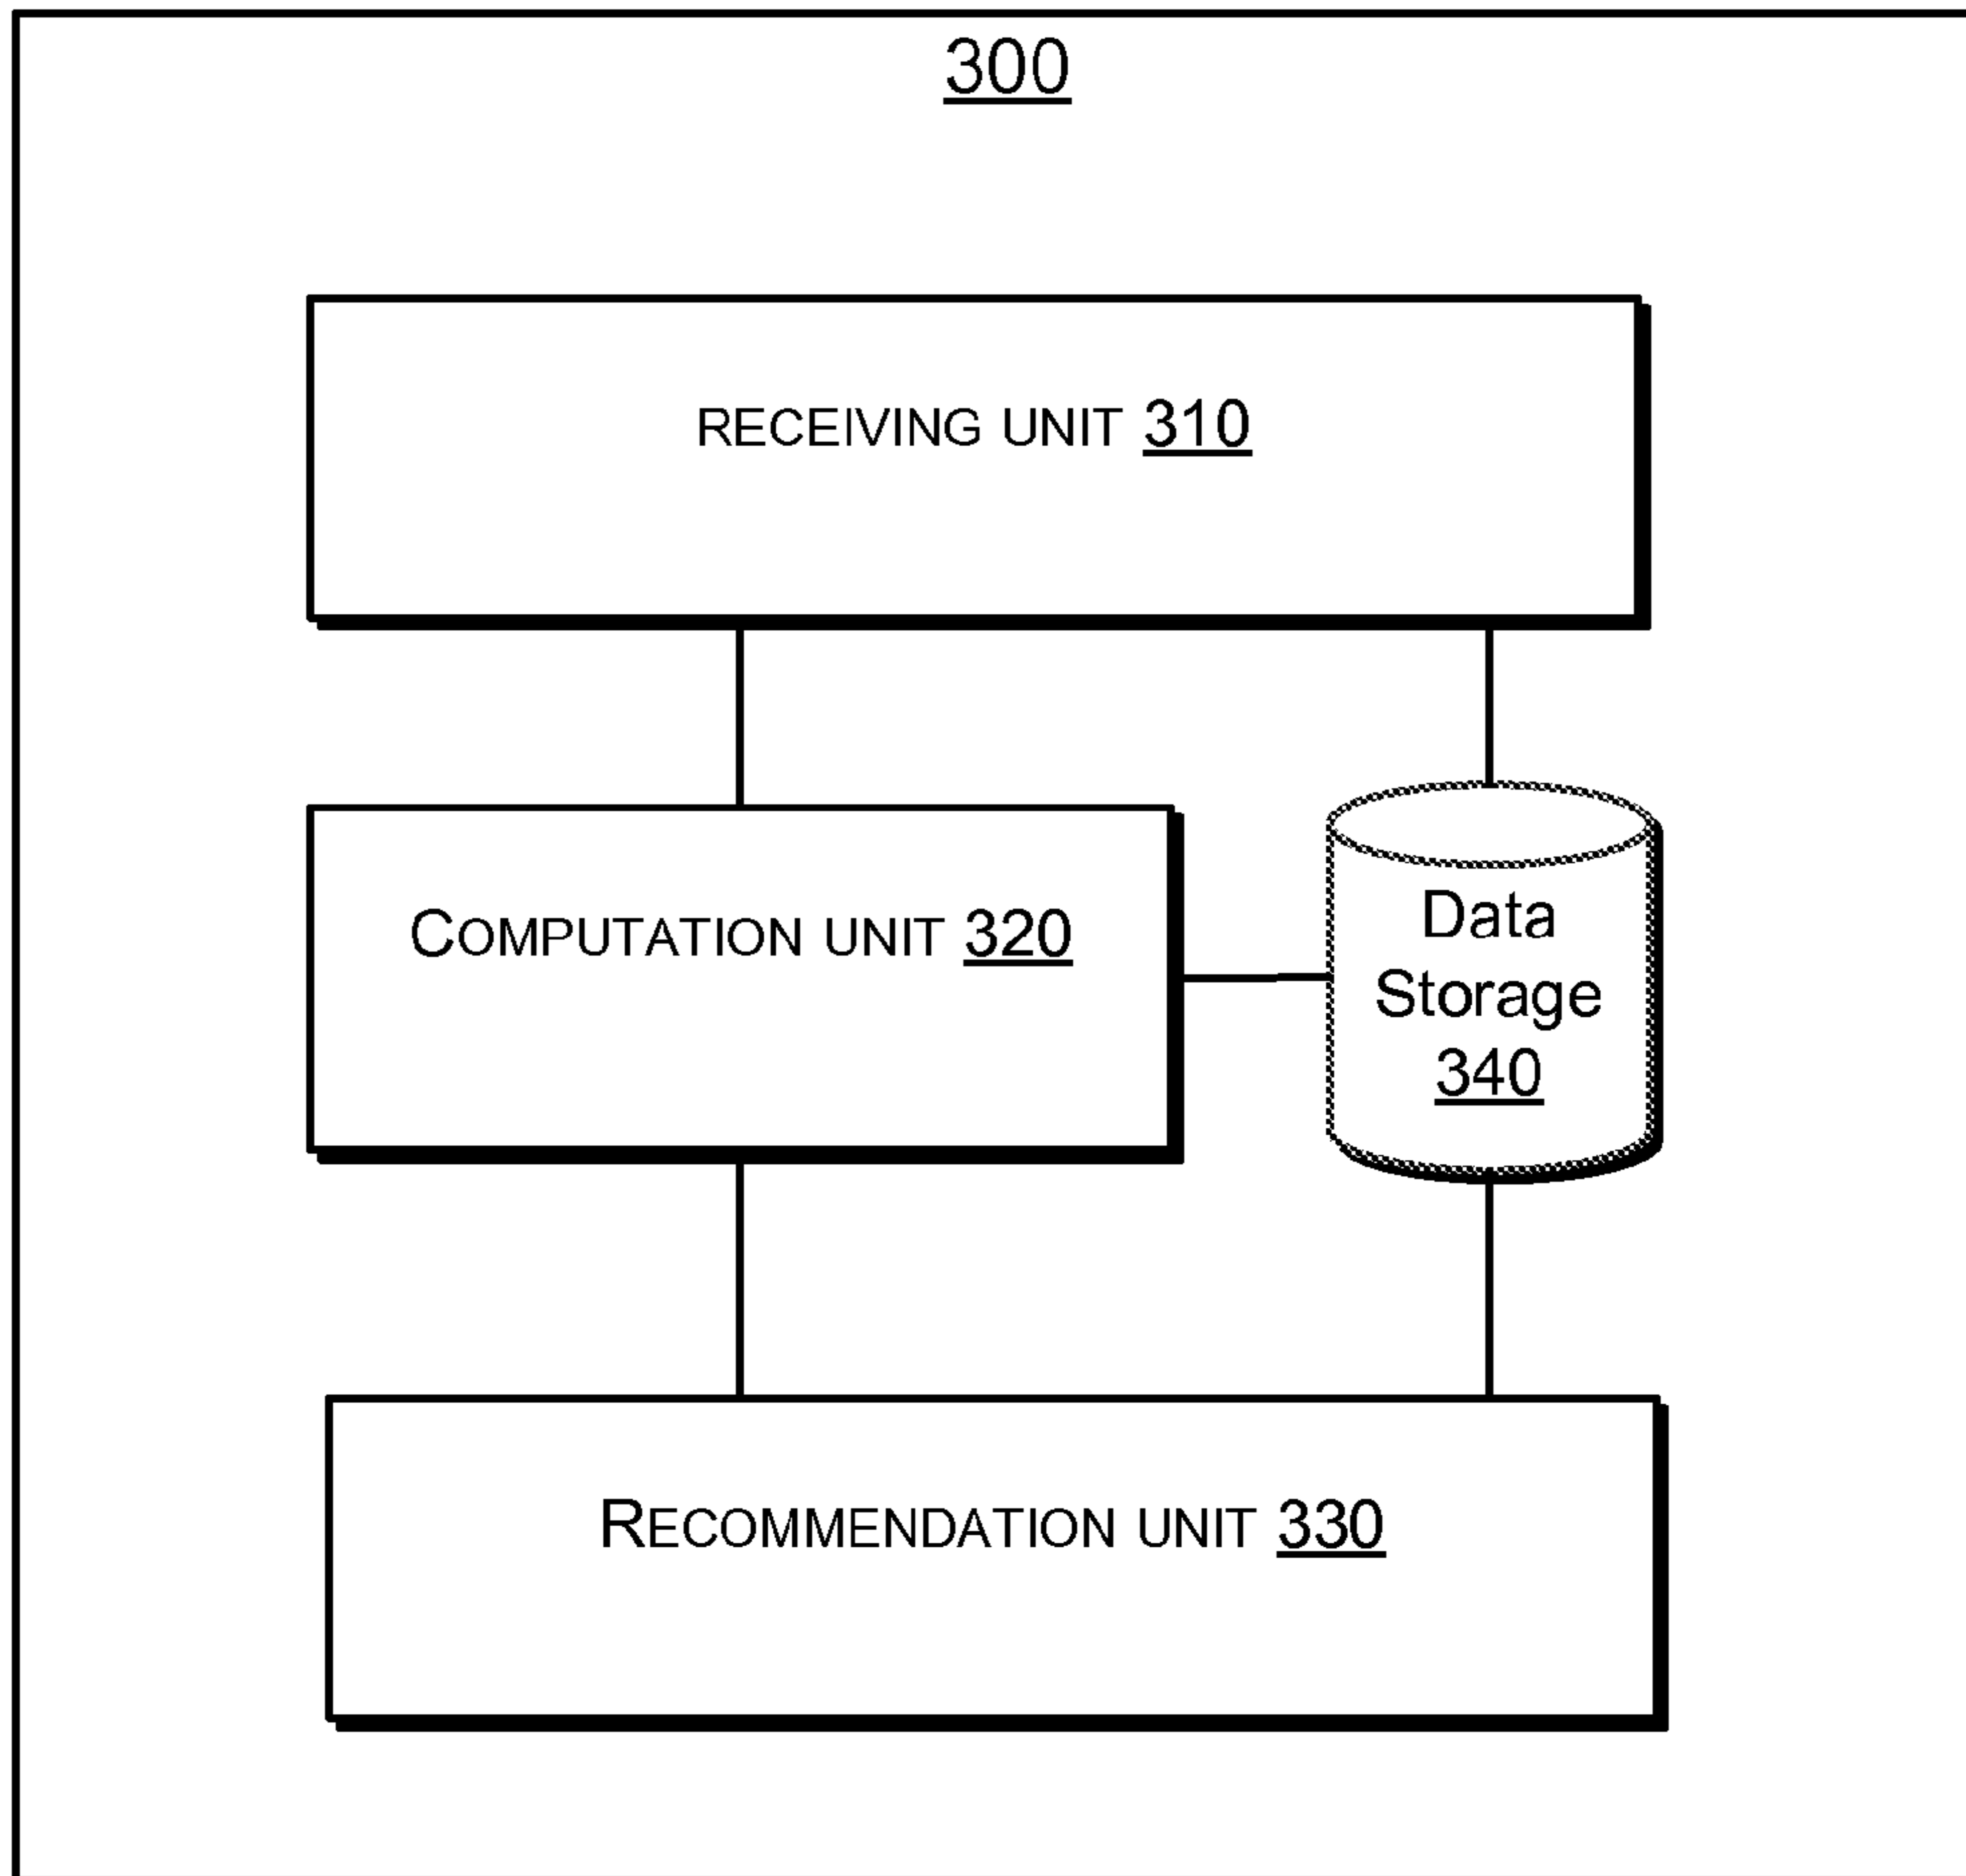 300
RECEIVING UNIT 310
COMPUTATION UNIT 320
Data
Storage
340
RECOMMENDATION UNIT 330